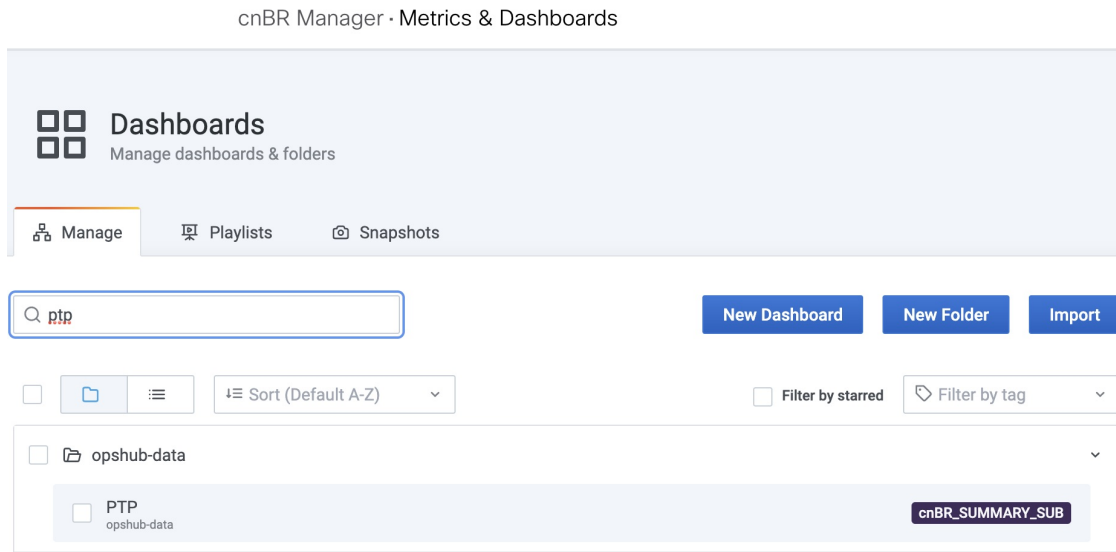 cnBR Manager · Metrics & Dashboards
Dashboards
Manage dashboards & folders
Manage Playlists Snapshots
ptp New Dashboard New Folder Import
Sort (Default A-Z) Filter by starred Filter by tag
opshub-data
PTP cnBR_SUMMARY_SUB
opshub-data